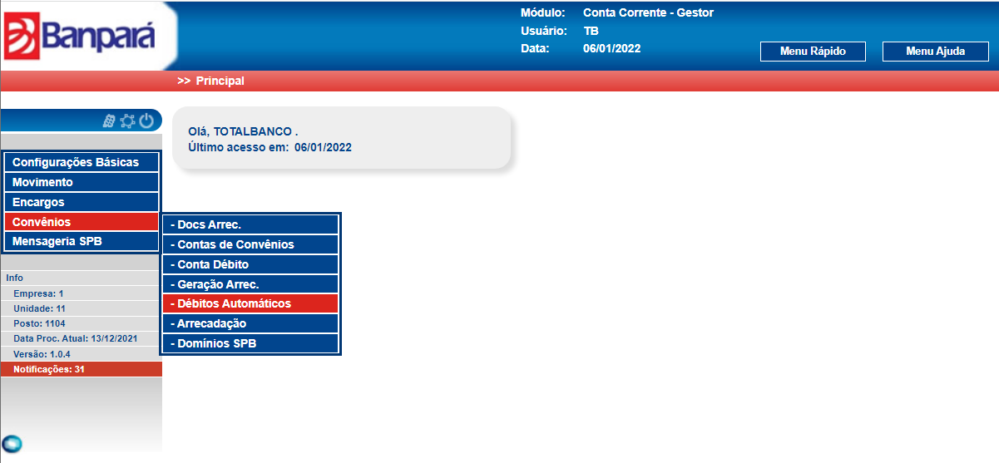 Banpará
Módulo: Conta Corrente - Gestor
Usuário: TB
Data: 06/01/2022
Menu Rápido
Menu Ajuda
>> Principal
Olá, TOTALBANCO .
Último acesso em: 06/01/2022
Configurações Básicas
Movimento
Encargos
Convênios
Mensageria SPB
- Docs Arrec.
- Contas de Convênios
- Conta Débito
- Geração Arrec.
- Débitos Automáticos
- Arrecadação
- Domínios SPB
Info
Empresa: 1
Unidade: 11
Posto: 1104
Data Proc. Atual: 13/12/2021
Versão: 1.0.4
Notificações: 31